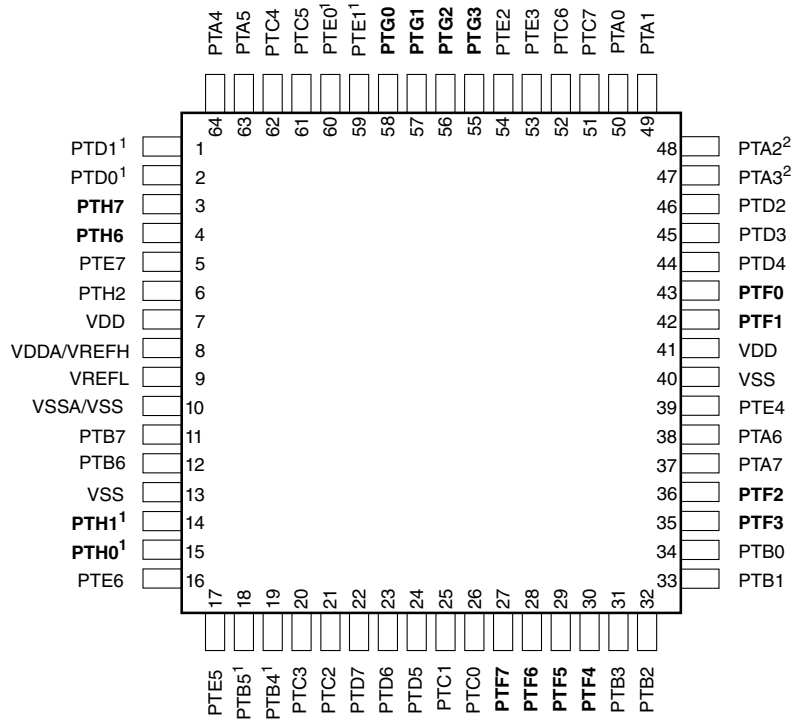 PTA4 PTA5 PTC4 PTC5 PTE0¹ PTE1¹ PTG0 PTG1 PTG2 PTG3 PTE2 PTE3 PTC6 PTC7 PTA0 PTA1
64 63 62 61 60 59 58 57 56 55 54 53 52 51 50 49
PTD1¹ 1 48 PTA2²
PTD0¹ 2 47 PTA3²
PTH7 3 46 PTD2
PTH6 4 45 PTD3
PTE7 5 44 PTD4
PTH2 6 43 PTF0
VDD 7 42 PTF1
VDDA/VREFH 8 41 VDD
VREFL 9 40 VSS
VSSA/VSS 10 39 PTE4
PTB7 11 38 PTA6
PTB6 12 37 PTA7
VSS 13 36 PTF2
PTH1¹ 14 35 PTF3
PTH0¹ 15 34 PTB0
PTE6 16 33 PTB1
17 18 19 20 21 22 23 24 25 26 27 28 29 30 31 32
PTE5 PTB5¹ PTB4¹ PTC3 PTC2 PTD7 PTD6 PTD5 PTC1 PTC0 PTF7 PTF6 PTF5 PTF4 PTB3 PTB2